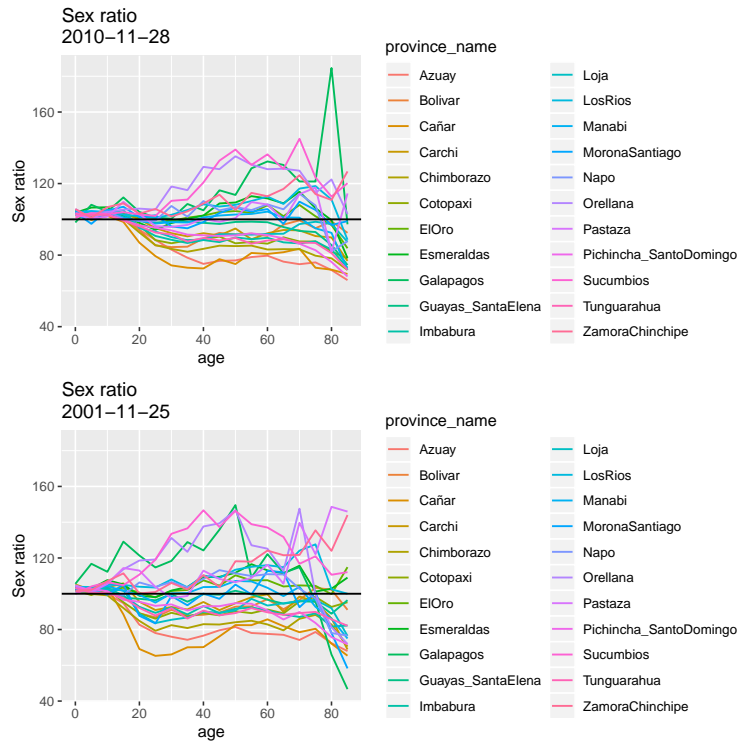 Sex ratio
2010−11−28
Sex ratio
160
120
80
40
0
20
40
60
80
age
province_name
Azuay
Bolivar
Cañar
Carchi
Chimborazo
Cotopaxi
ElOro
Esmeraldas
Galapagos
Guayas_SantaElena
Imbabura
Loja
LosRios
Manabi
MoronaSantiago
Napo
Orellana
Pastaza
Pichincha_SantoDomingo
Sucumbios
Tunguarahua
ZamoraChinchipe
Sex ratio
2001−11−25
Sex ratio
160
120
80
40
0
20
40
60
80
age
province_name
Azuay
Bolivar
Cañar
Carchi
Chimborazo
Cotopaxi
ElOro
Esmeraldas
Galapagos
Guayas_SantaElena
Imbabura
Loja
LosRios
Manabi
MoronaSantiago
Napo
Orellana
Pastaza
Pichincha_SantoDomingo
Sucumbios
Tunguarahua
ZamoraChinchipe